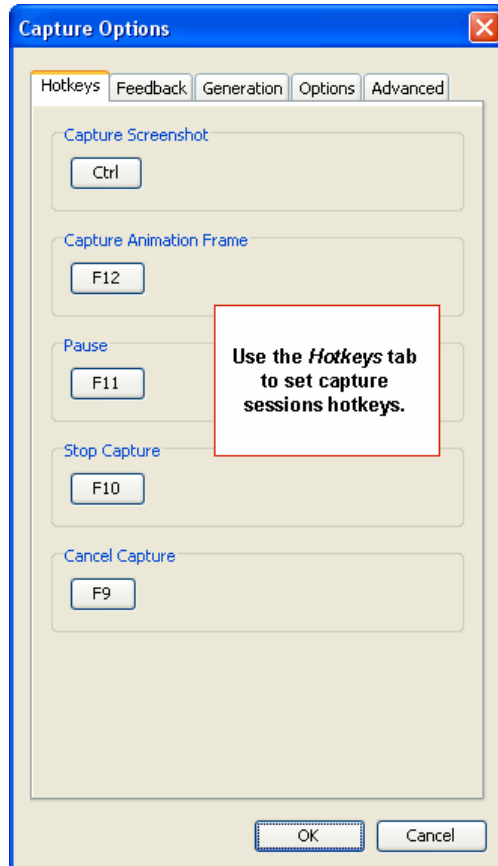 Capture Options
Hotkeys Feedback Generation Options Advanced
Capture Screenshot
Ctrl
Capture Animation Frame
F12
Pause
F11
Use the Hotkeys tab
to set capture
sessions hotkeys.
Stop Capture
F10
Cancel Capture
F9
OK Cancel